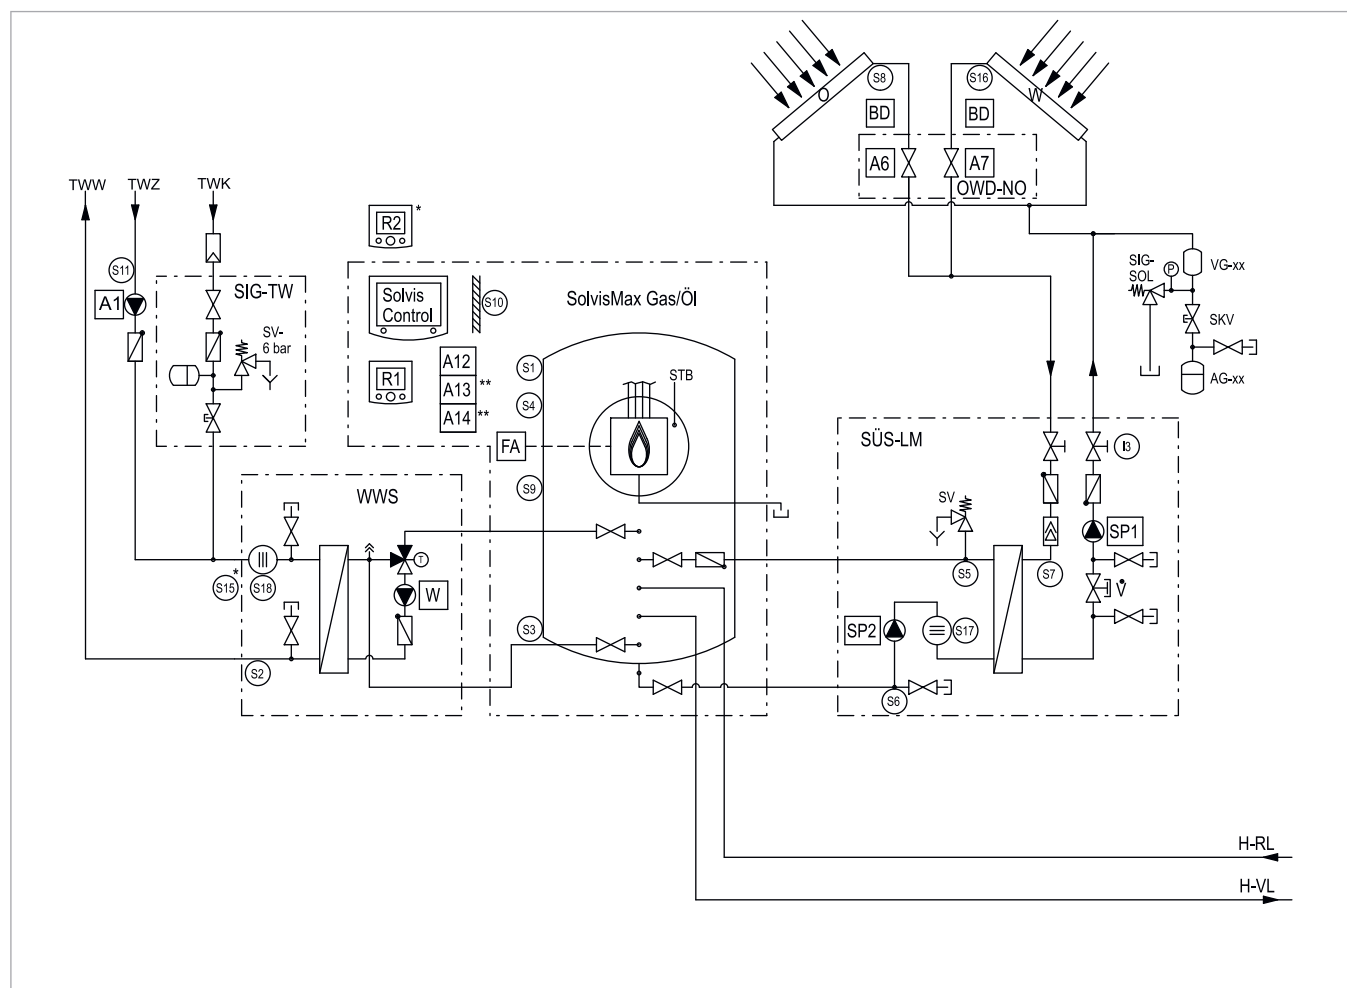 S8
S16
O
W
BD
BD
A6
A7
OWD-NO
TWW
TWZ
TWK
R2
*
SIG-
SOL
P
VG-xx
S11
SIG-TW
Solvis
Control
S10
SolvisMax Gas/Öl
A1
SV-
6 bar
SKV
R1
A12
A13
**
A14
**
S1
S4
STB
AG-xx
FA
SÜS-LM
I3
S9
WWS
SV
SP1
T
S15
*
S18
W
S5
S7
V̇
S3
SP2
S17
S2
S6
H-RL
H-VL